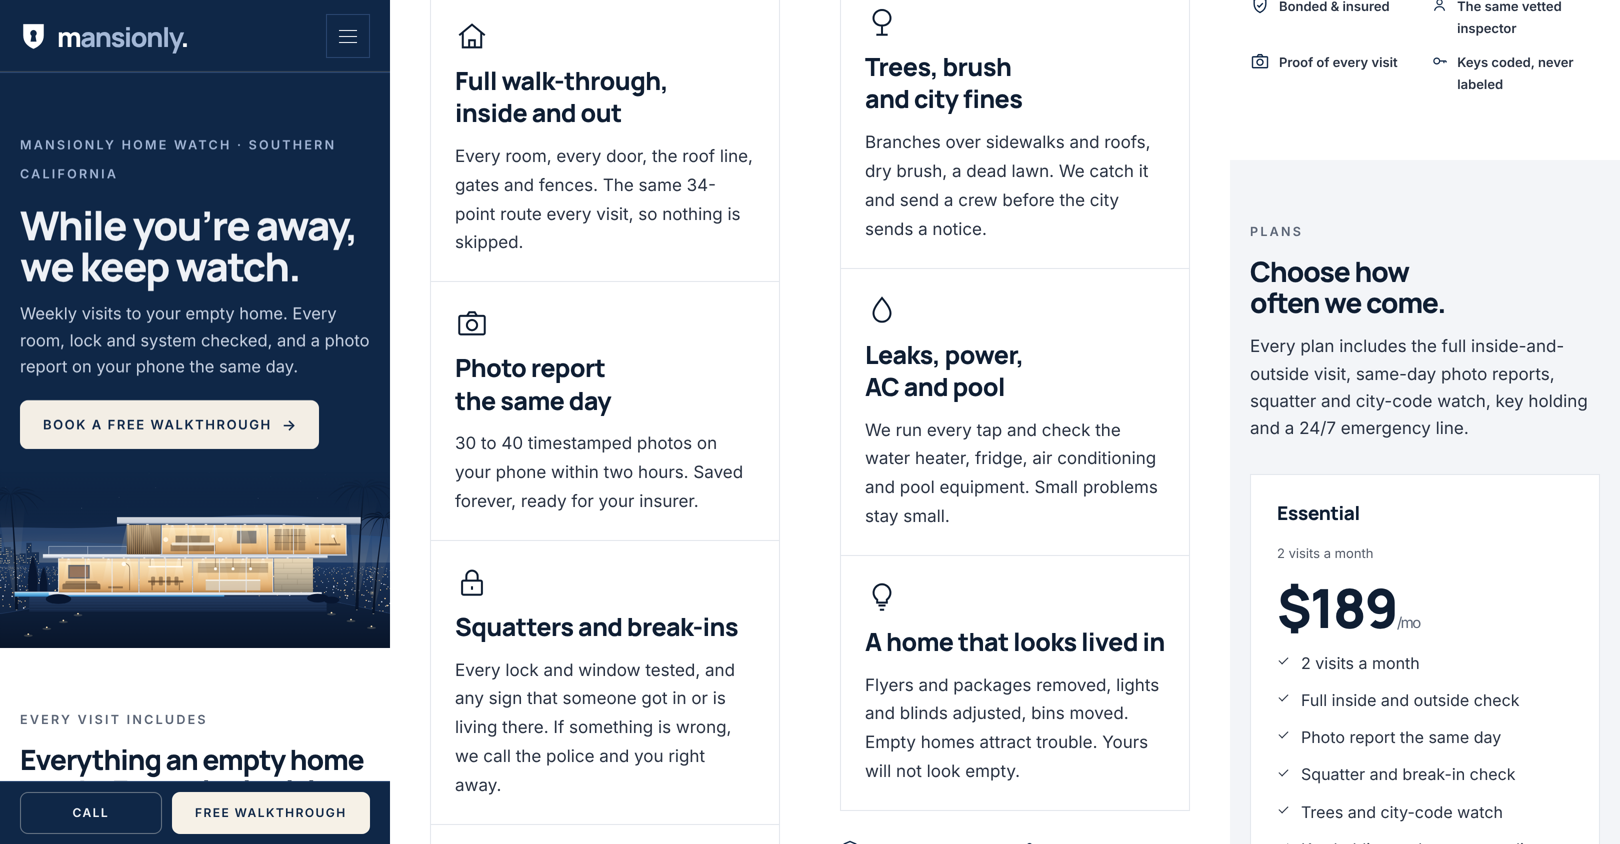 mansionly.
MANSIONLY HOME WATCH · SOUTHERN
CALIFORNIA
While you're away,
we keep watch.
Weekly visits to your empty home. Every
room, lock and system checked, and a photo
report on your phone the same day.
BOOK A FREE WALKTHROUGH →
EVERY VISIT INCLUDES
Everything an empty home
CALL
FREE WALKTHROUGH
Full walk-through,
inside and out
Every room, every door, the roof line,
gates and fences. The same 34-
point route every visit, so nothing is
skipped.
Photo report
the same day
30 to 40 timestamped photos on
your phone within two hours. Saved
forever, ready for your insurer.
Squatters and break-ins
Every lock and window tested, and
any sign that someone got in or is
living there. If something is wrong,
we call the police and you right
away.
Trees, brush
and city fines
Branches over sidewalks and roofs,
dry brush, a dead lawn. We catch it
and send a crew before the city
sends a notice.
Leaks, power,
AC and pool
We run every tap and check the
water heater, fridge, air conditioning
and pool equipment. Small problems
stay small.
A home that looks lived in
Flyers and packages removed, lights
and blinds adjusted, bins moved.
Empty homes attract trouble. Yours
will not look empty.
Bonded & insured
The same vetted
inspector
Proof of every visit
Keys coded, never
labeled
PLANS
Choose how
often we come.
Every plan includes the full inside-and-
outside visit, same-day photo reports,
squatter and city-code watch, key holding
and a 24/7 emergency line.
Essential
2 visits a month
$189/mo
2 visits a month
Full inside and outside check
Photo report the same day
Squatter and break-in check
Trees and city-code watch